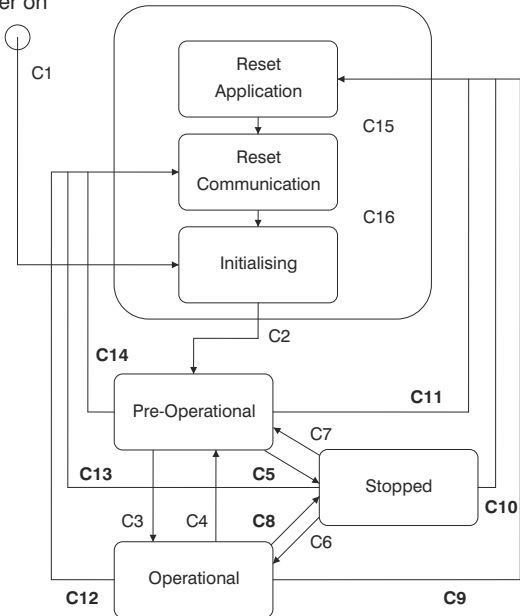 er on
C1
Reset
Application
C15
Reset
Communication
C16
Initialising
C2
C14
Pre-Operational
C11
C7
C13
C5
Stopped
C10
C3
C4
C8
C6
Operational
C12
C9